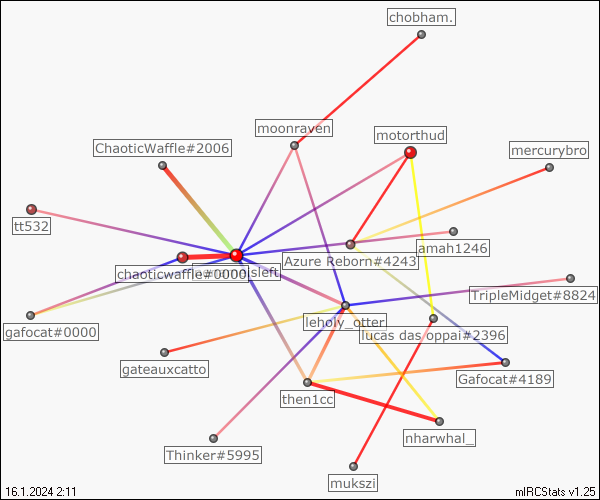 chobham.
moonraven
motorthud
ChaoticWaffle#2006
mercurybro
tt532
amah1246
Azure Reborn#4243
chaoticwaffle#0000
isleft
TripleMidget#8824
leholy_otter
gafocat#0000
lucas das oppai#2396
gateauxcatto
Gafocat#4189
then1cc
nharwhal_
Thinker#5995
mukszi
16.1.2024 2:11
mIRCStats v1.25